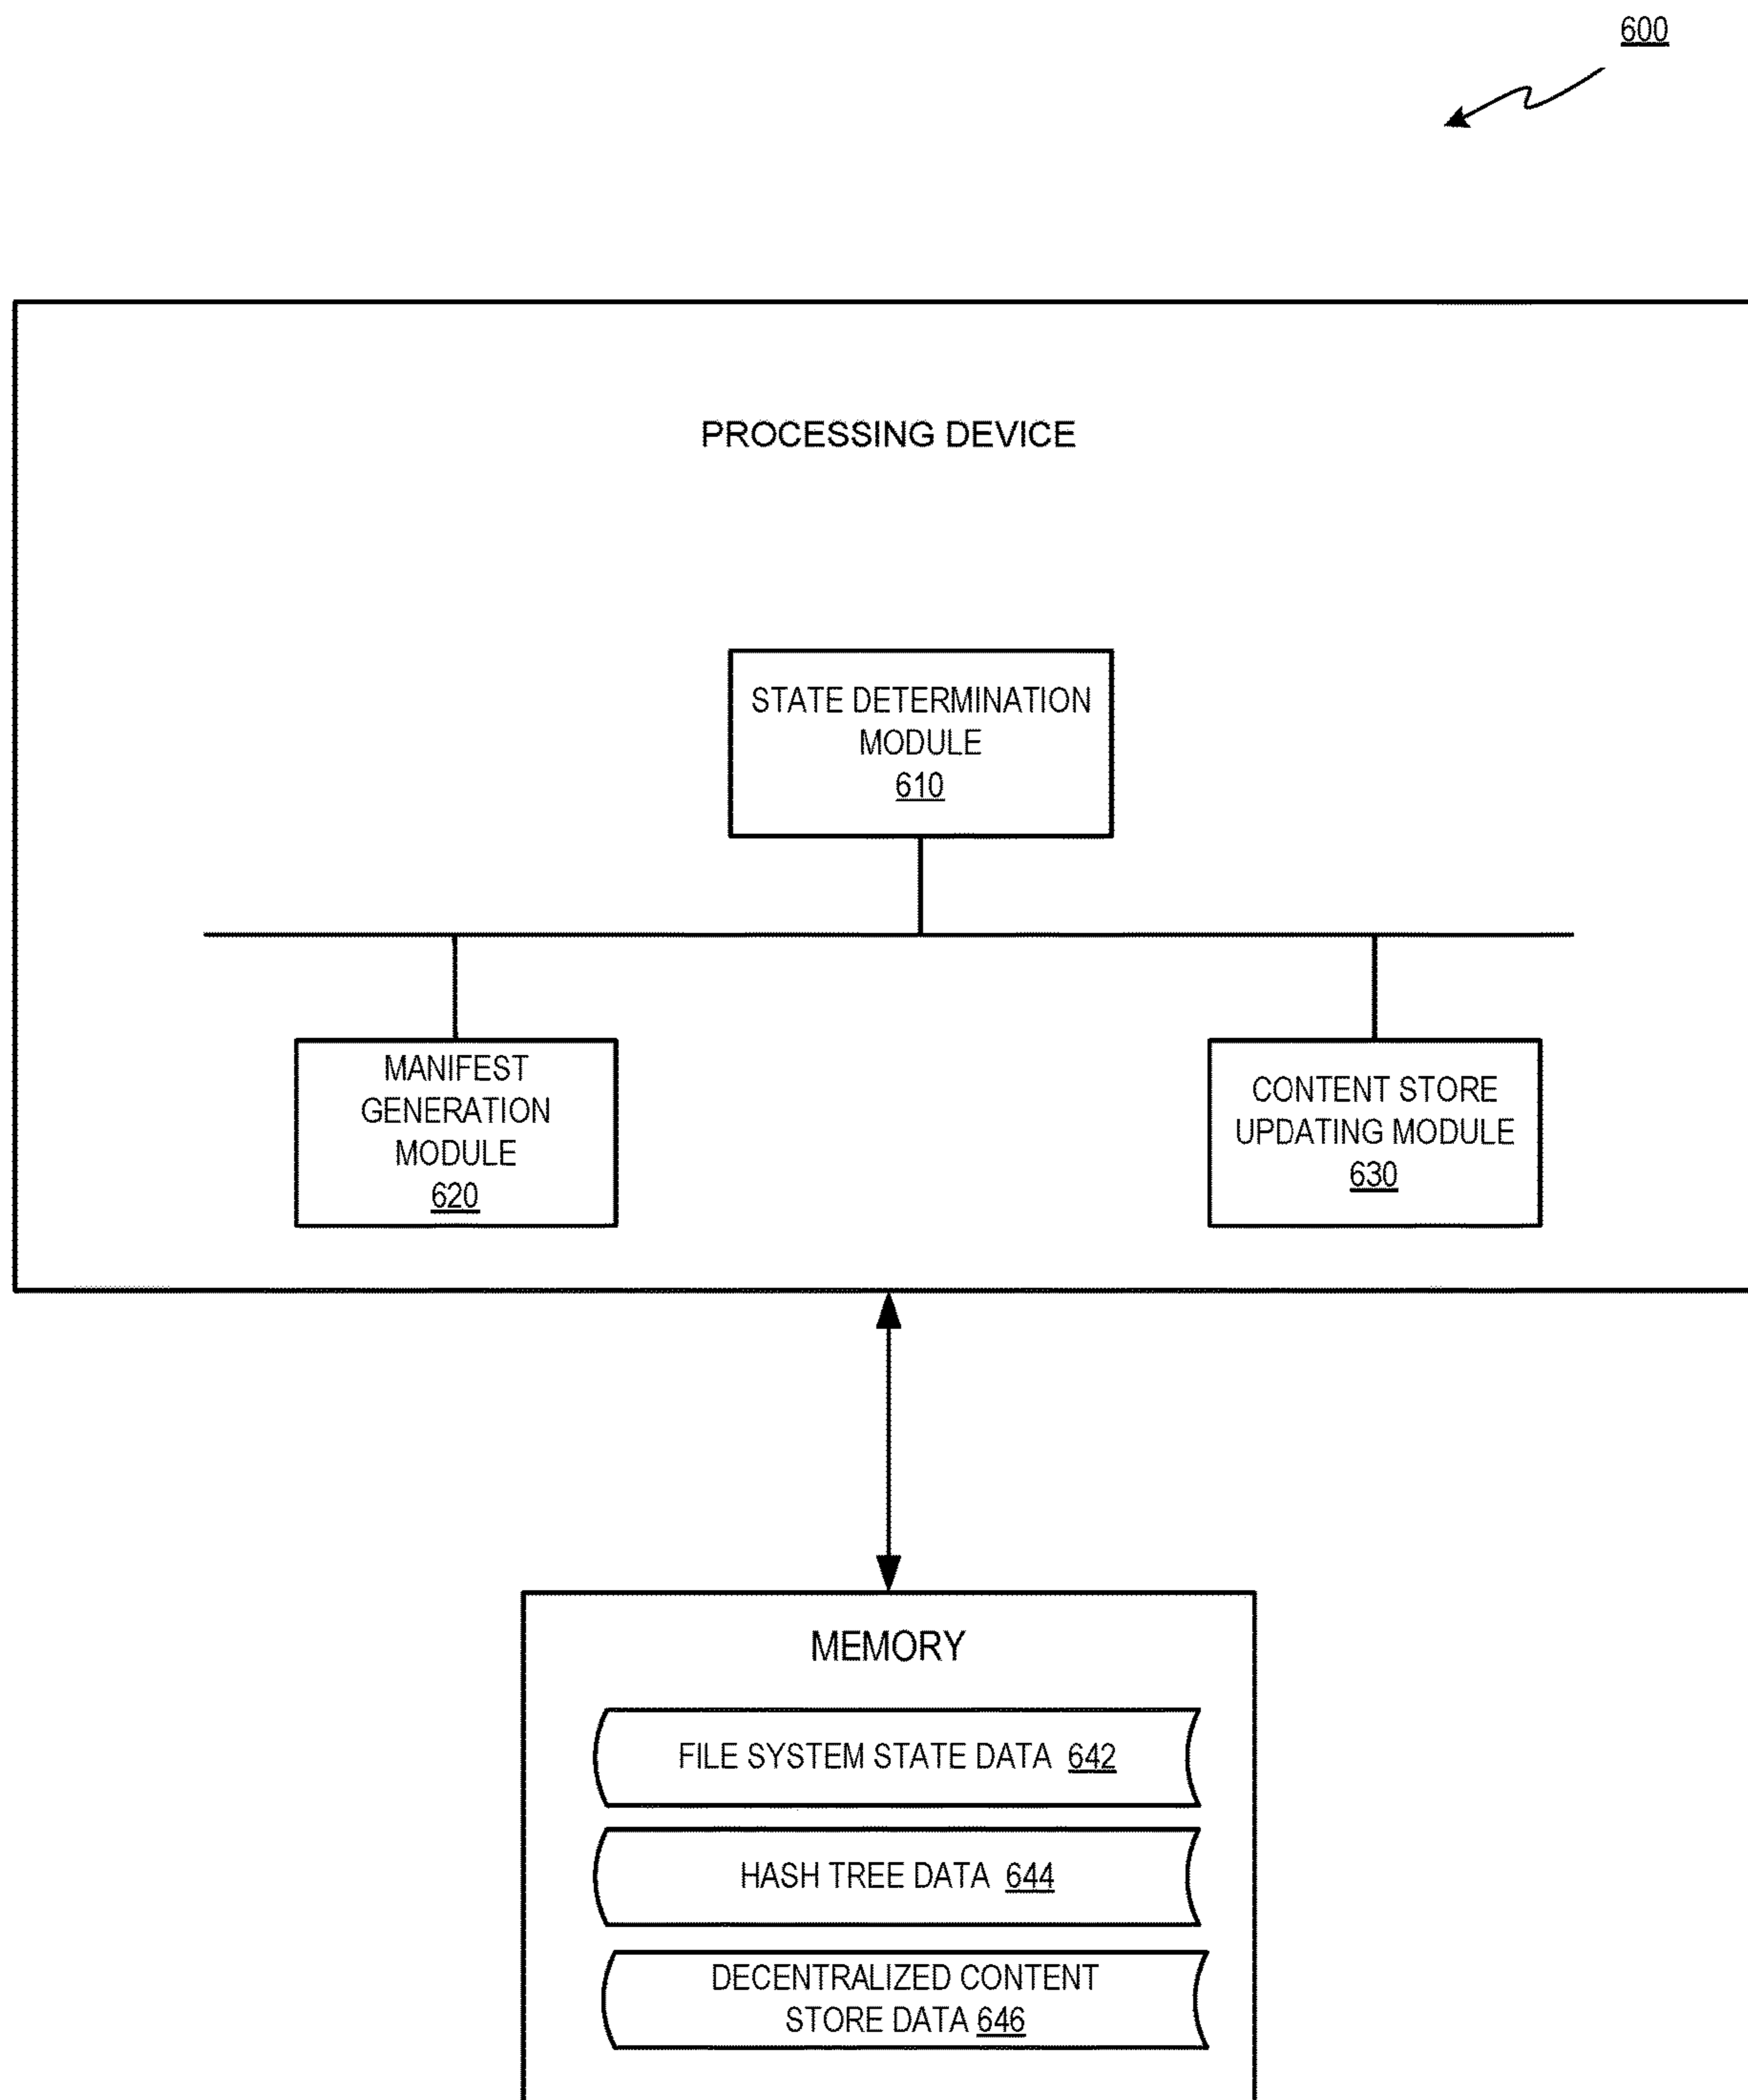 600
PROCESSING DEVICE
STATE DETERMINATION
MODULE
610
MANIFEST
GENERATION
MODULE
620
CONTENT STORE
UPDATING MODULE
630
MEMORY
FILE SYSTEM STATE DATA 642
HASH TREE DATA 644
DECENTRALIZED CONTENT
STORE DATA 646